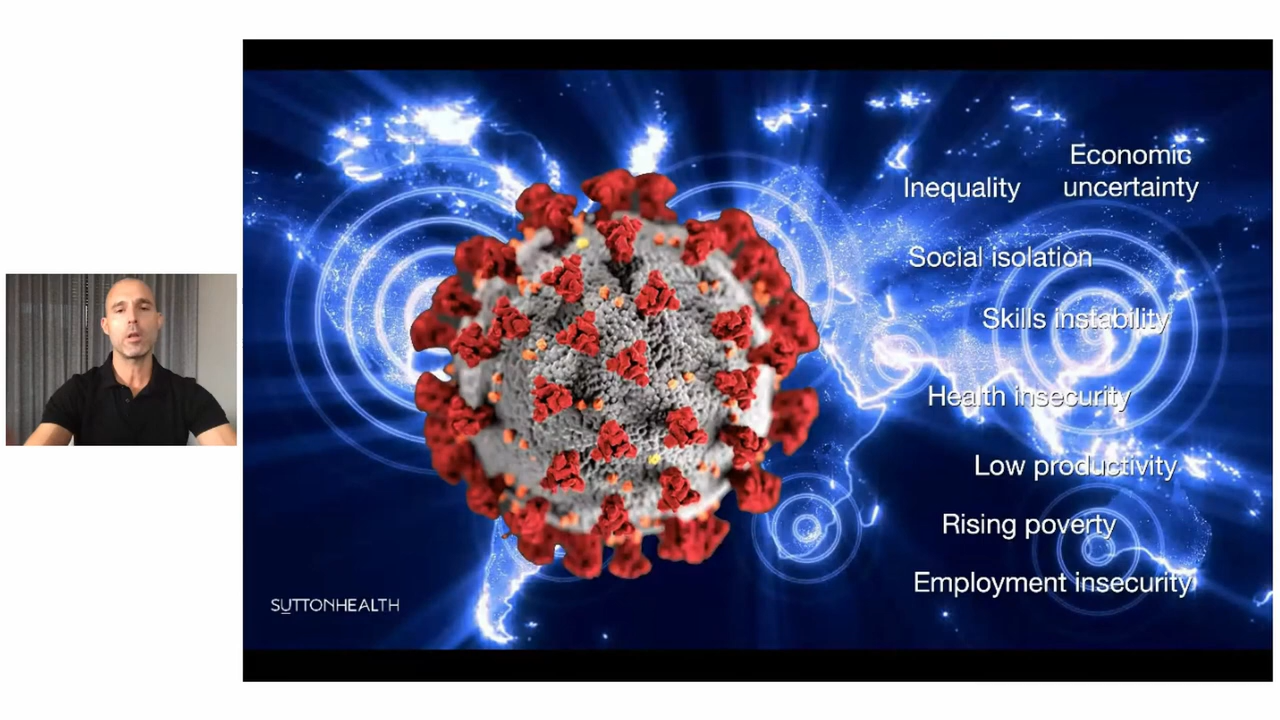 Economic
Inequality uncertainty
Social isolation
Skills instability
Health insecurity
Low productivity
Rising poverty
Employment insecurity
SUTTONHEALTH